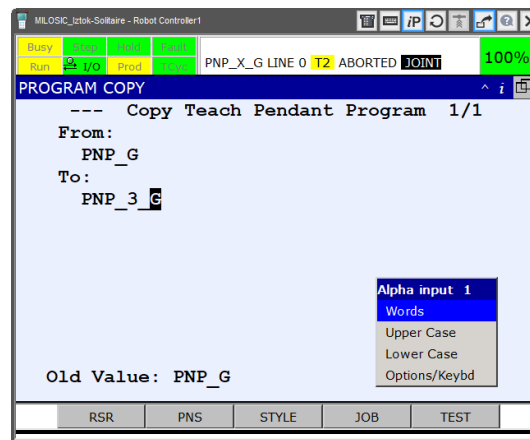 MILOSIC_Iztok-Solitaire - Robot Controller1
iP
Busy Step Hold Fault
Run I/O Prod TCyc
PNP_X_G LINE 0 T2 ABORTED JOINT
100%
PROGRAM COPY
--- Copy Teach Pendant Program 1/1
From:
PNP_G
To:
PNP_3_G
Alpha input 1
Words
Upper Case
Lower Case
Options/Keybd
Old Value: PNP_G
RSR PNS STYLE JOB TEST